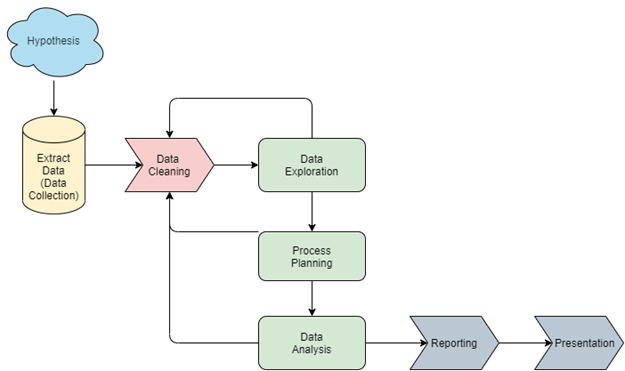 Hypothesis
Extract
Data
(Data
Collection)
Data
Cleaning
Data
Exploration
Process
Planning
Data
Analysis
Reporting
Presentation